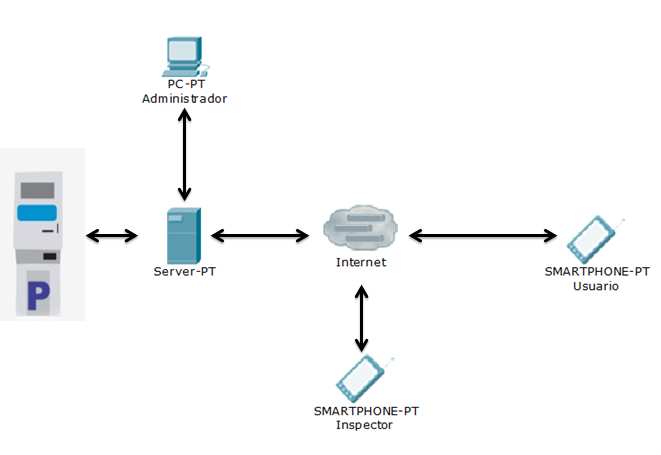 PC-PT
Administrador
P
Server-PT
Internet
SMARTPHONE-PT
Usuario
SMARTPHONE-PT
Inspector